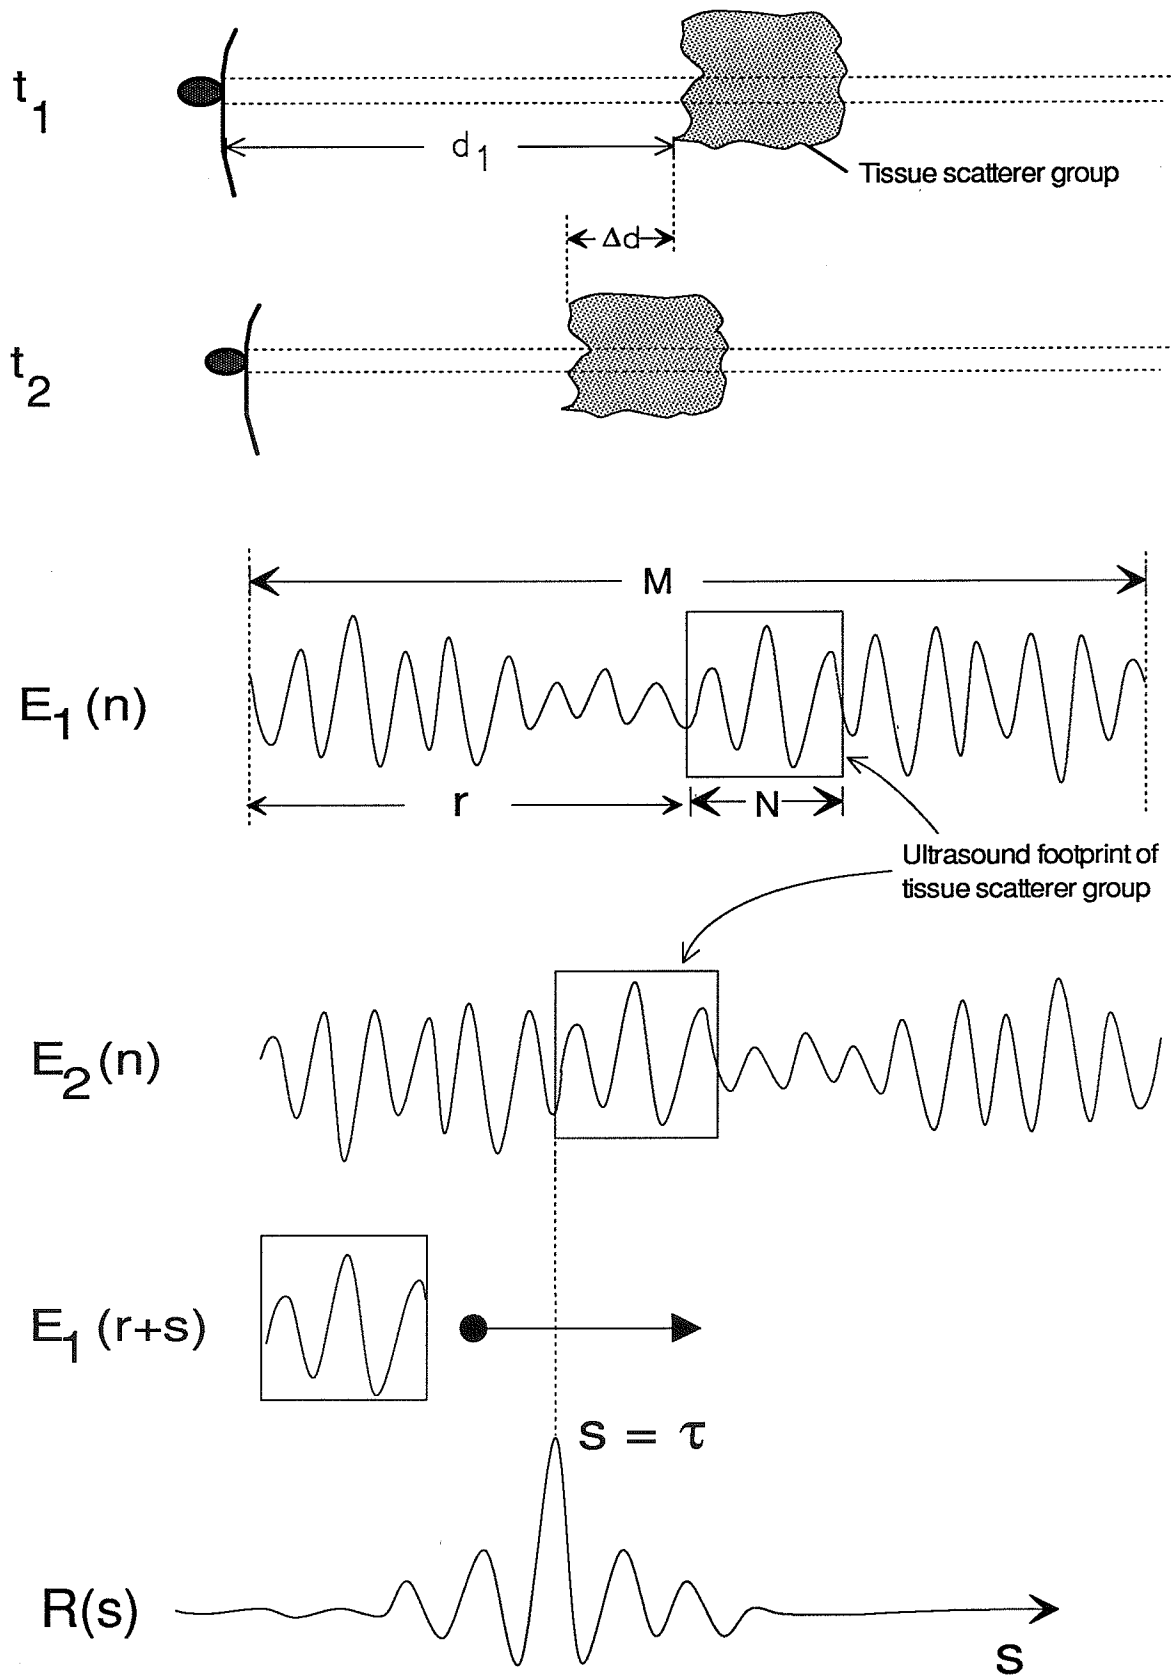 t1
d1
Tissue scatterer group
Δd
t2
M
E1(n)
r
N
Ultrasound footprint of
tissue scatterer group
E2(n)
E1(r+s)
s = τ
R(s)
s